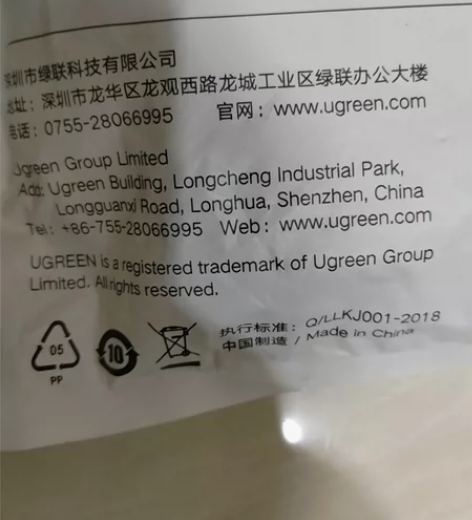 深圳市绿联科技有限公司
地址：深圳市龙华区龙观西路龙城工业区绿联办公大楼
电话：0755-28066995 官网：www.ugreen.com
Ugreen Group Limited
Add: Ugreen Building, Longcheng Industrial Park,
Longguanxi Road, Longhua, Shenzhen, China
Tel: +86-755-28066995 Web: www.ugreen.com
UGREEN is a registered trademark of Ugreen Group
Limited. All rights reserved.
05
PP
10
执行标准：Q/LLKJ001-2018
中国制造 / Made in China